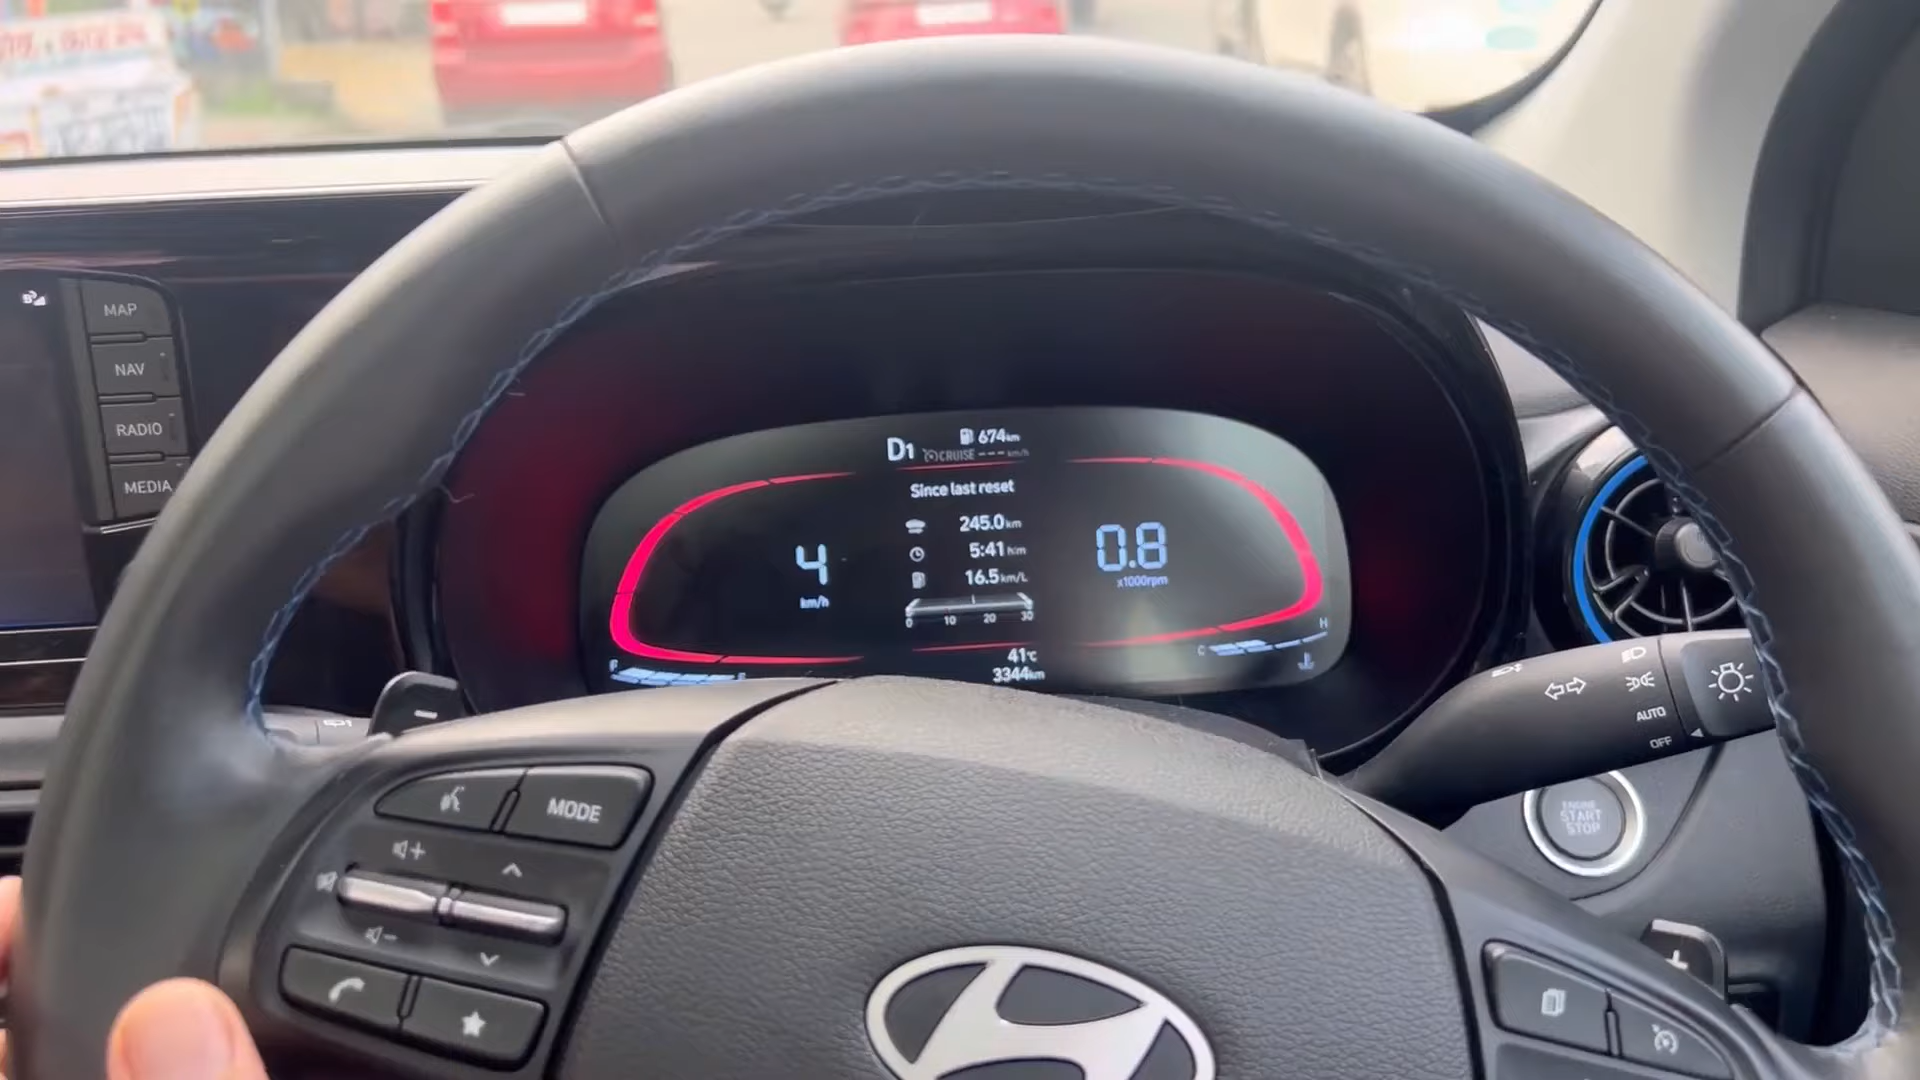 MAP
NAV
RADIO
MEDIA
D1
674km
CRUISE --- km/h
Since last reset
245.0km
5:41 h:m
16.5km/L
0 10 20 30
4
km/h
0.8
x1000rpm
F E
C H
41°C
3344km
AUTO
OFF
ENGINE
START
STOP
MODE
+
-